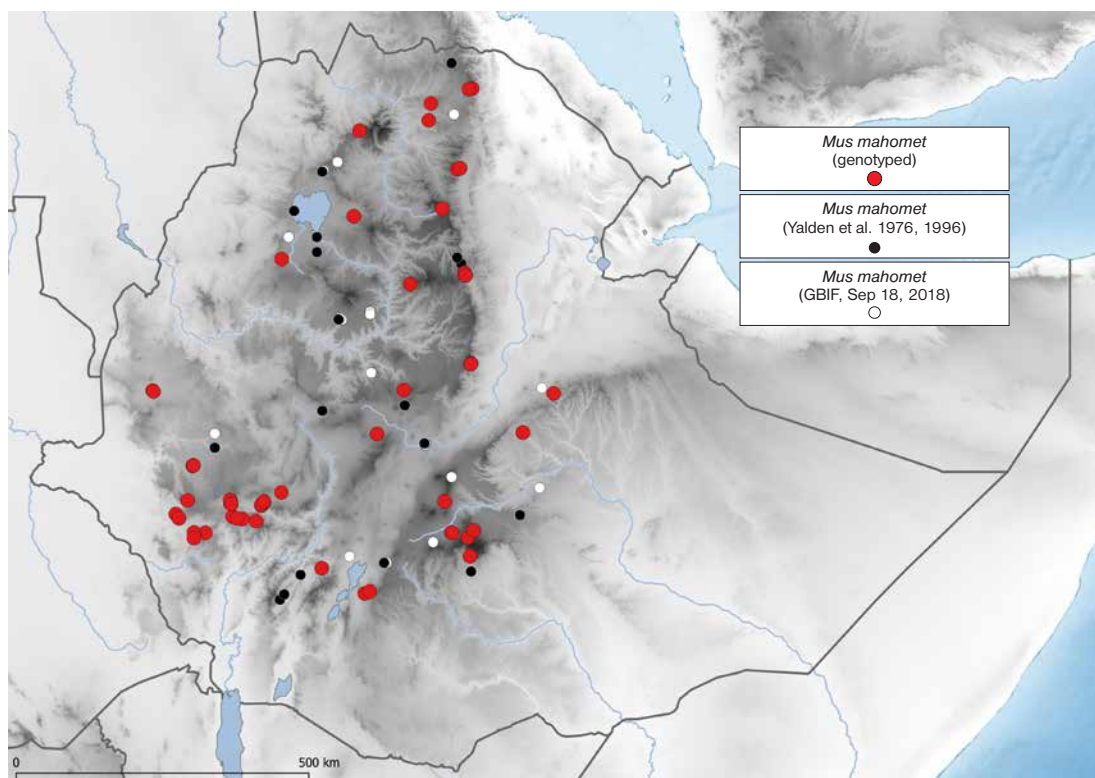 Mus mahomet
(genotyped)
Mus mahomet
(Yalden et al. 1976, 1996)
Mus mahomet
(GBIF, Sep 18, 2018)
0 500 km